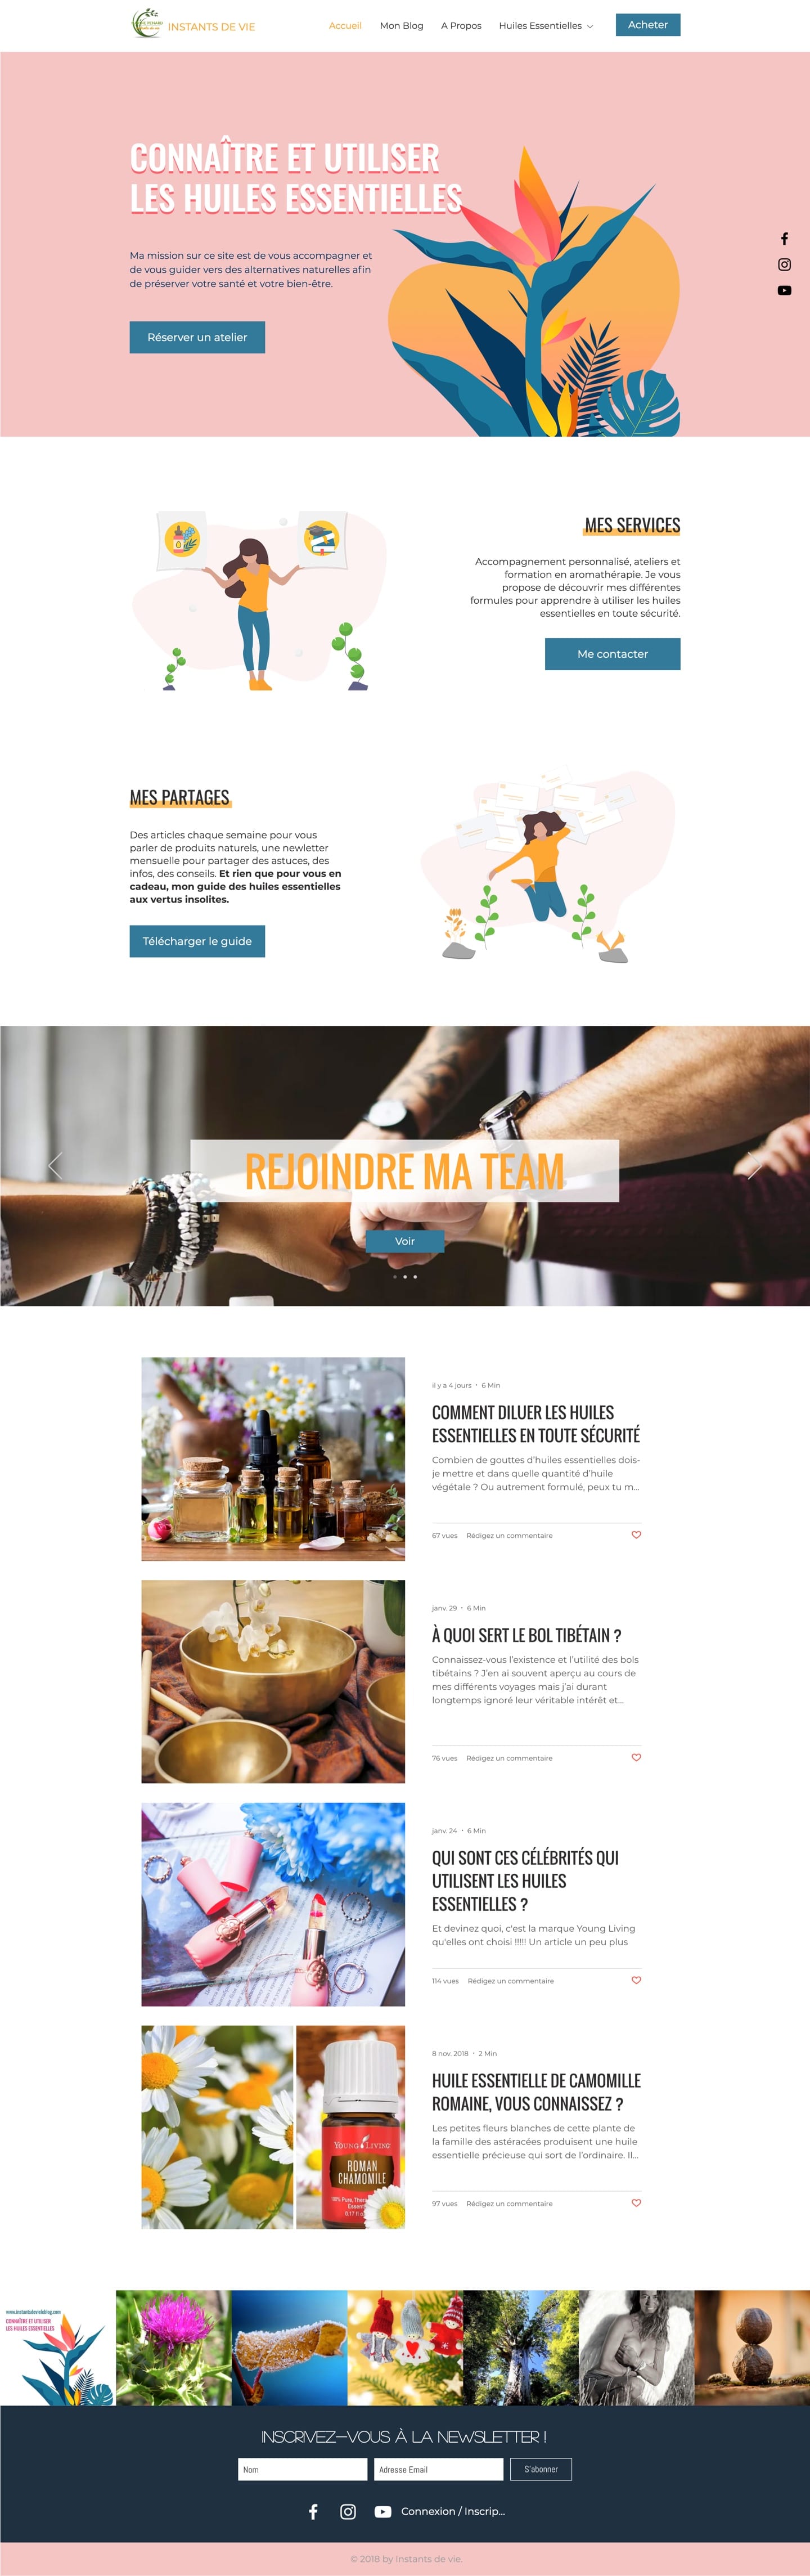 INSTANTS DE VIE
Accueil
Mon Blog
A Propos
Huiles Essentielles
Acheter
CONNAÎTRE ET UTILISER
LES HUILES ESSENTIELLES
Ma mission sur ce site est de vous accompagner et
de vous guider vers des alternatives naturelles afin
de préserver votre santé et votre bien-être.
Réserver un atelier
MES SERVICES
Accompagnement personnalisé, ateliers et
formation en aromathérapie. Je vous
propose de découvrir mes différentes
formules pour apprendre à utiliser les huiles
essentielles en toute sécurité.
Me contacter
MES PARTAGES
Des articles chaque semaine pour vous
parler de produits naturels, une newletter
mensuelle pour partager des astuces, des
infos, des conseils. Et rien que pour vous en
cadeau, mon guide des huiles essentielles
aux vertus insolites.
Télécharger le guide
REJOINDRE MA TEAM
Voir
il y a 4 jours · 6 Min
COMMENT DILUER LES HUILES
ESSENTIELLES EN TOUTE SÉCURITÉ
Combien de gouttes d'huiles essentielles dois-
je mettre et dans quelle quantité d'huile
végétale ? Ou autrement formulé, peux tu m...
67 vues Rédigez un commentaire
janv. 29 · 6 Min
À QUOI SERT LE BOL TIBÉTAIN ?
Connaissez-vous l'existence et l'utilité des bols
tibétains ? J'en ai souvent aperçu au cours de
mes différents voyages mais j'ai durant
longtemps ignoré leur véritable intérêt et...
76 vues Rédigez un commentaire
janv. 24 · 6 Min
QUI SONT CES CÉLÉBRITÉS QUI
UTILISENT LES HUILES
ESSENTIELLES ?
Et devinez quoi, c'est la marque Young Living
qu'elles ont choisi !!!!! Un article un peu plus
114 vues Rédigez un commentaire
YOUNG LIVING
ROMAN
CHAMOMILE
8 nov. 2018 · 2 Min
HUILE ESSENTIELLE DE CAMOMILLE
ROMAINE, VOUS CONNAISSEZ ?
Les petites fleurs blanches de cette plante de
la famille des astéracées produisent une huile
essentielle précieuse qui sort de l'ordinaire. Il...
97 vues Rédigez un commentaire
www.instantsdevieblog.com
CONNAÎTRE ET UTILISER
LES HUILES ESSENTIELLES
INSCRIVEZ-VOUS À LA NEWSLETTER !
Nom
Adresse Email
S'abonner
Connexion / Inscrip...
© 2018 by Instants de vie.